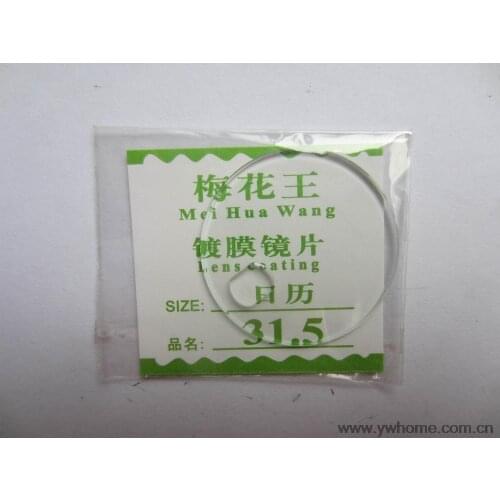 梅花王
Mei Hua Wang
镀膜镜片
Lens coating
SIZE: 日历
品名: 31.5
www.ywhome.com.cn